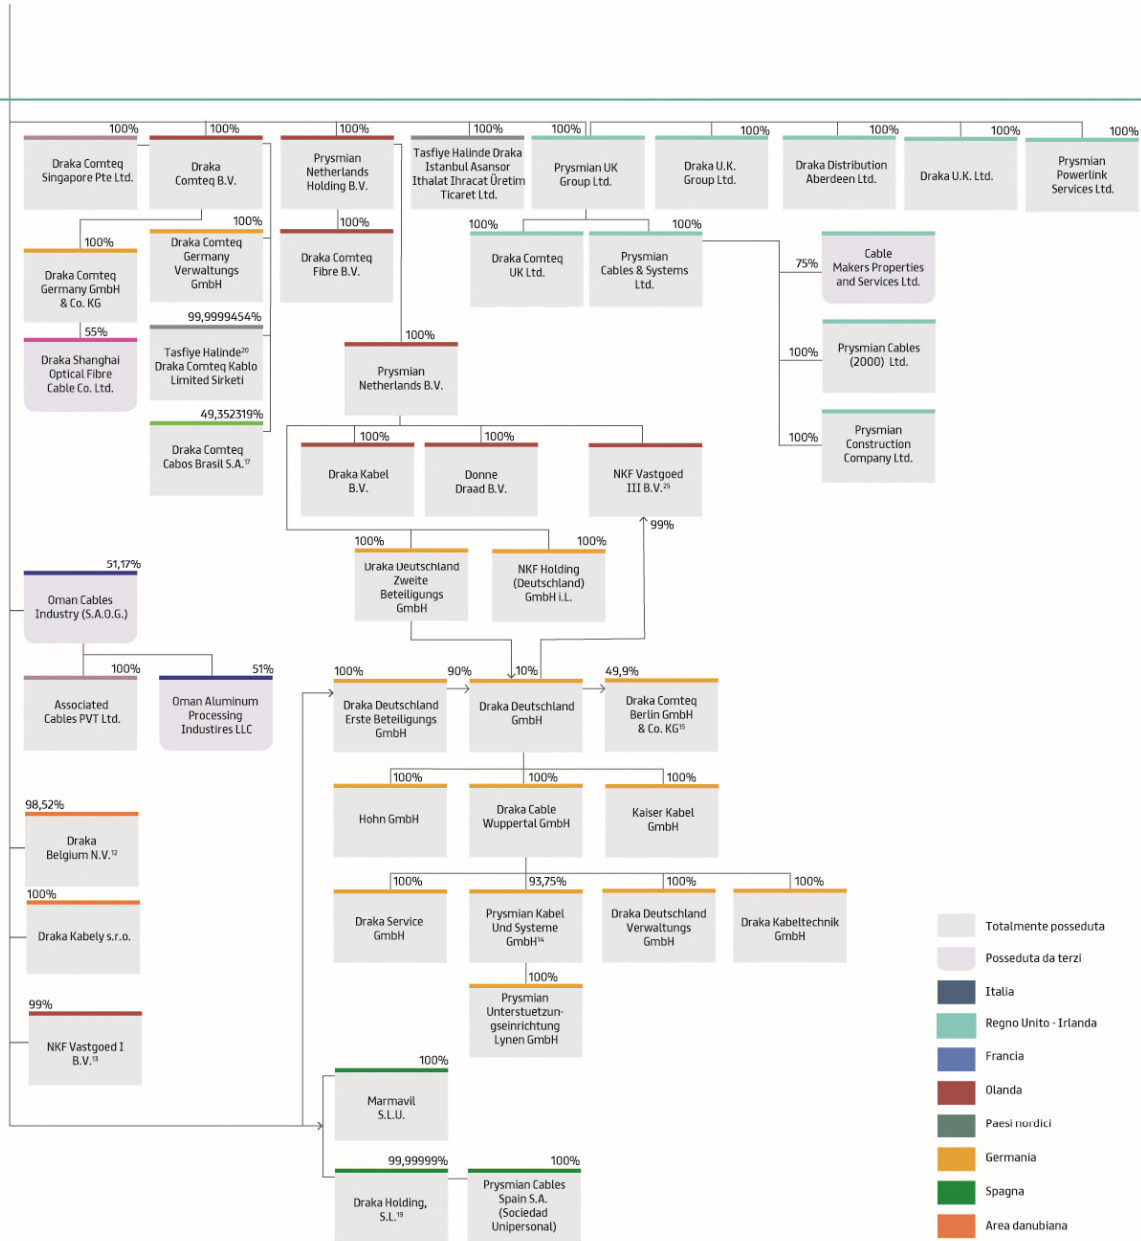 100%
100%
100%
100%
100%
100%
100%
100%
100%
Draka Comteq
Singapore Pte Ltd.
Draka
Comteq B.V.
Prysmian
Netherlands
Holding B.V.
Tasfiye Halinde Draka
Istanbul Asansor
Ithalat Ihracat Üretim
Ticaret Ltd.
Prysmian UK
Group Ltd.
Draka U.K.
Group Ltd.
Draka Distribution
Aberdeen Ltd.
Draka U.K. Ltd.
Prysmian
Powerlink
Services Ltd.
100%
Draka Comteq
Germany GmbH
& Co. KG
100%
Draka Comteq
Germany
Verwaltungs
GmbH
100%
Draka Comteq
Fibre B.V.
100%
Draka Comteq
UK Ltd.
100%
Prysmian
Cables & Systems
Ltd.
75%
Cable
Makers Properties
and Services Ltd.
55%
Draka Shanghai
Optical Fibre
Cable Co. Ltd.
99,9999454%
Tasfiye Halinde²⁰
Draka Comteq Kablo
Limited Sirketi
100%
Prysmian
Netherlands B.V.
100%
Prysmian Cables
(2000) Ltd.
49,352319%
Draka Comteq
Cabos Brasil S.A.¹⁷
100%
Draka Kabel
B.V.
100%
Donne
Draad B.V.
NKF Vastgoed
III B.V.²⁵
99%
100%
Prysmian
Construction
Company Ltd.
100%
Draka Deutschland
Zweite
Beteiligungs
GmbH
100%
NKF Holding
(Deutschland)
GmbH i.L.
51,17%
Oman Cables
Industry (S.A.O.G.)
100%
Associated
Cables PVT Ltd.
51%
Oman Aluminum
Processing
Industires LLC
100%
Draka Deutschland
Erste Beteiligungs
GmbH
90%
10%
Draka Deutschland
GmbH
49,9%
Draka Comteq
Berlin GmbH
& Co. KG¹⁵
100%
Hohn GmbH
100%
Draka Cable
Wuppertal GmbH
100%
Kaiser Kabel
GmbH
98,52%
Draka
Belgium N.V.¹²
100%
Draka Kabely s.r.o.
99%
NKF Vastgoed I
B.V.¹³
100%
Draka Service
GmbH
93,75%
Prysmian Kabel
Und Systeme
GmbH¹⁴
100%
Draka Deutschland
Verwaltungs
GmbH
100%
Draka Kabeltechnik
GmbH
100%
Prysmian
Unterstuetzun-
gseinrichtung
Lynen GmbH
100%
Marmavil
S.L.U.
99,99999%
Draka Holding,
S.L.¹⁹
100%
Prysmian Cables
Spain S.A.
(Sociedad
Unipersonal)
Totalmente posseduta
Posseduta da terzi
Italia
Regno Unito - Irlanda
Francia
Olanda
Paesi nordici
Germania
Spagna
Area danubiana